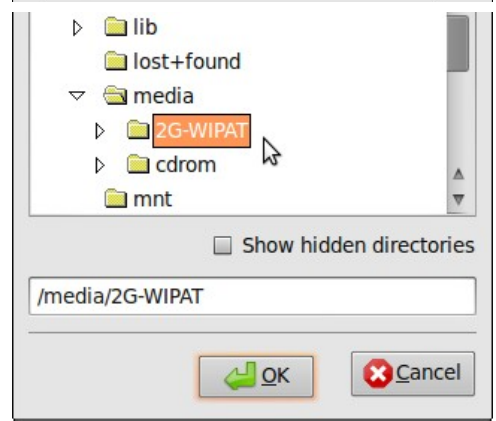 lib
lost+found
media
2G-WIPAT
cdrom
mnt
Show hidden directories
/media/2G-WIPAT
OK
Cancel